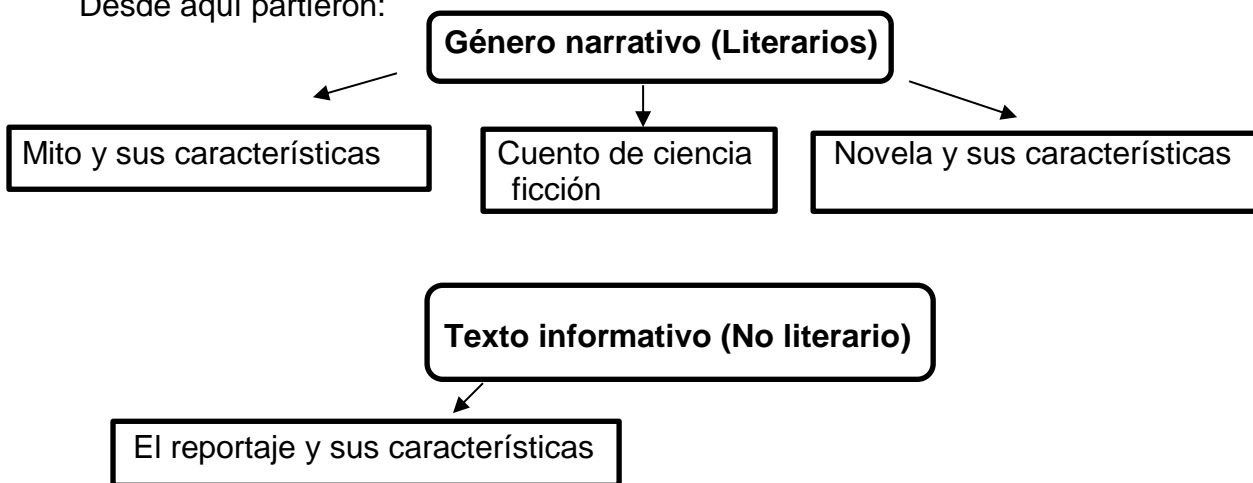 Desde aquí partieron:
Género narrativo (Literarios)
Mito y sus características
Cuento de ciencia
ficción
Novela y sus características
Texto informativo (No literario)
El reportaje y sus características